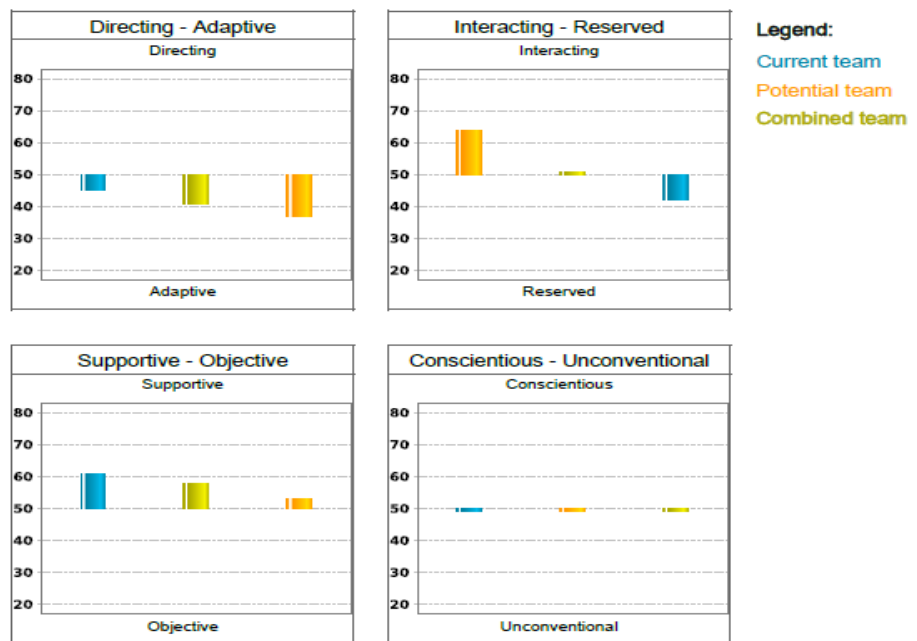 Directing - Adaptive
Directing
80
70
60
50
40
30
20
Adaptive
Interacting - Reserved
Interacting
80
70
60
50
40
30
20
Reserved
Legend:
Current team
Potential team
Combined team
Supportive - Objective
Supportive
80
70
60
50
40
30
20
Objective
Conscientious - Unconventional
Conscientious
80
70
60
50
40
30
20
Unconventional